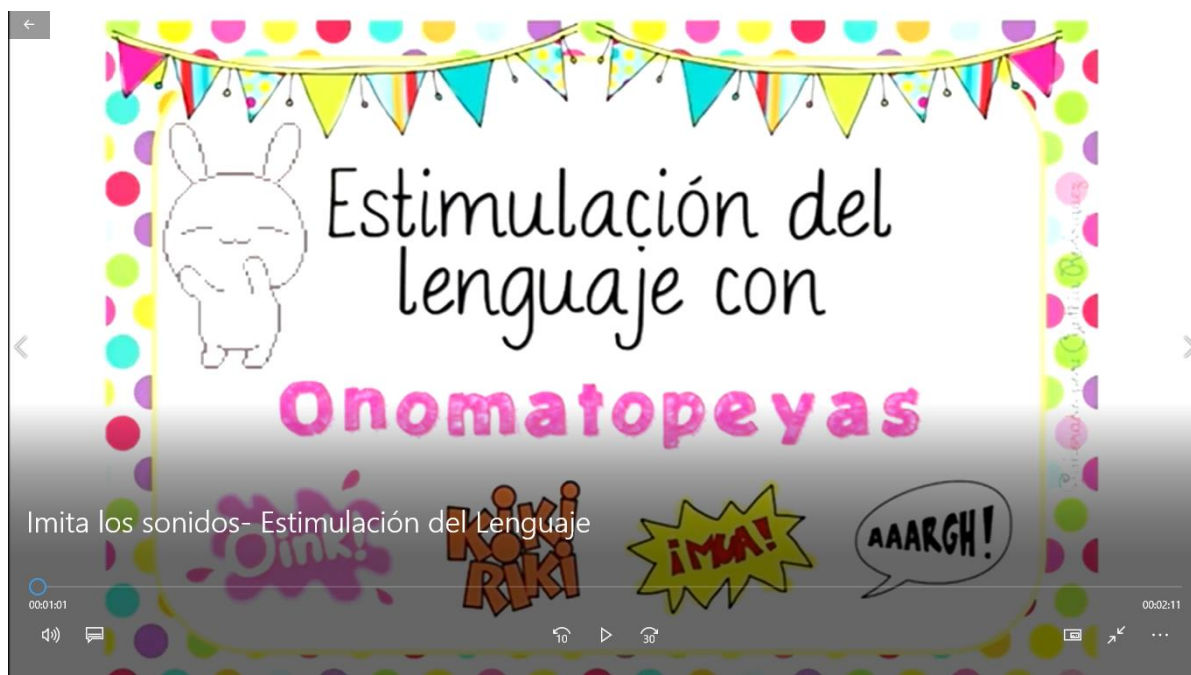 Estimulación del
lenguaje con
Onomatopeyas
Oink!
KiKi
RiKi
¡MUA!
AAARGH!
Imita los sonidos- Estimulación del Lenguaje
00:01:01
00:02:11
10
30